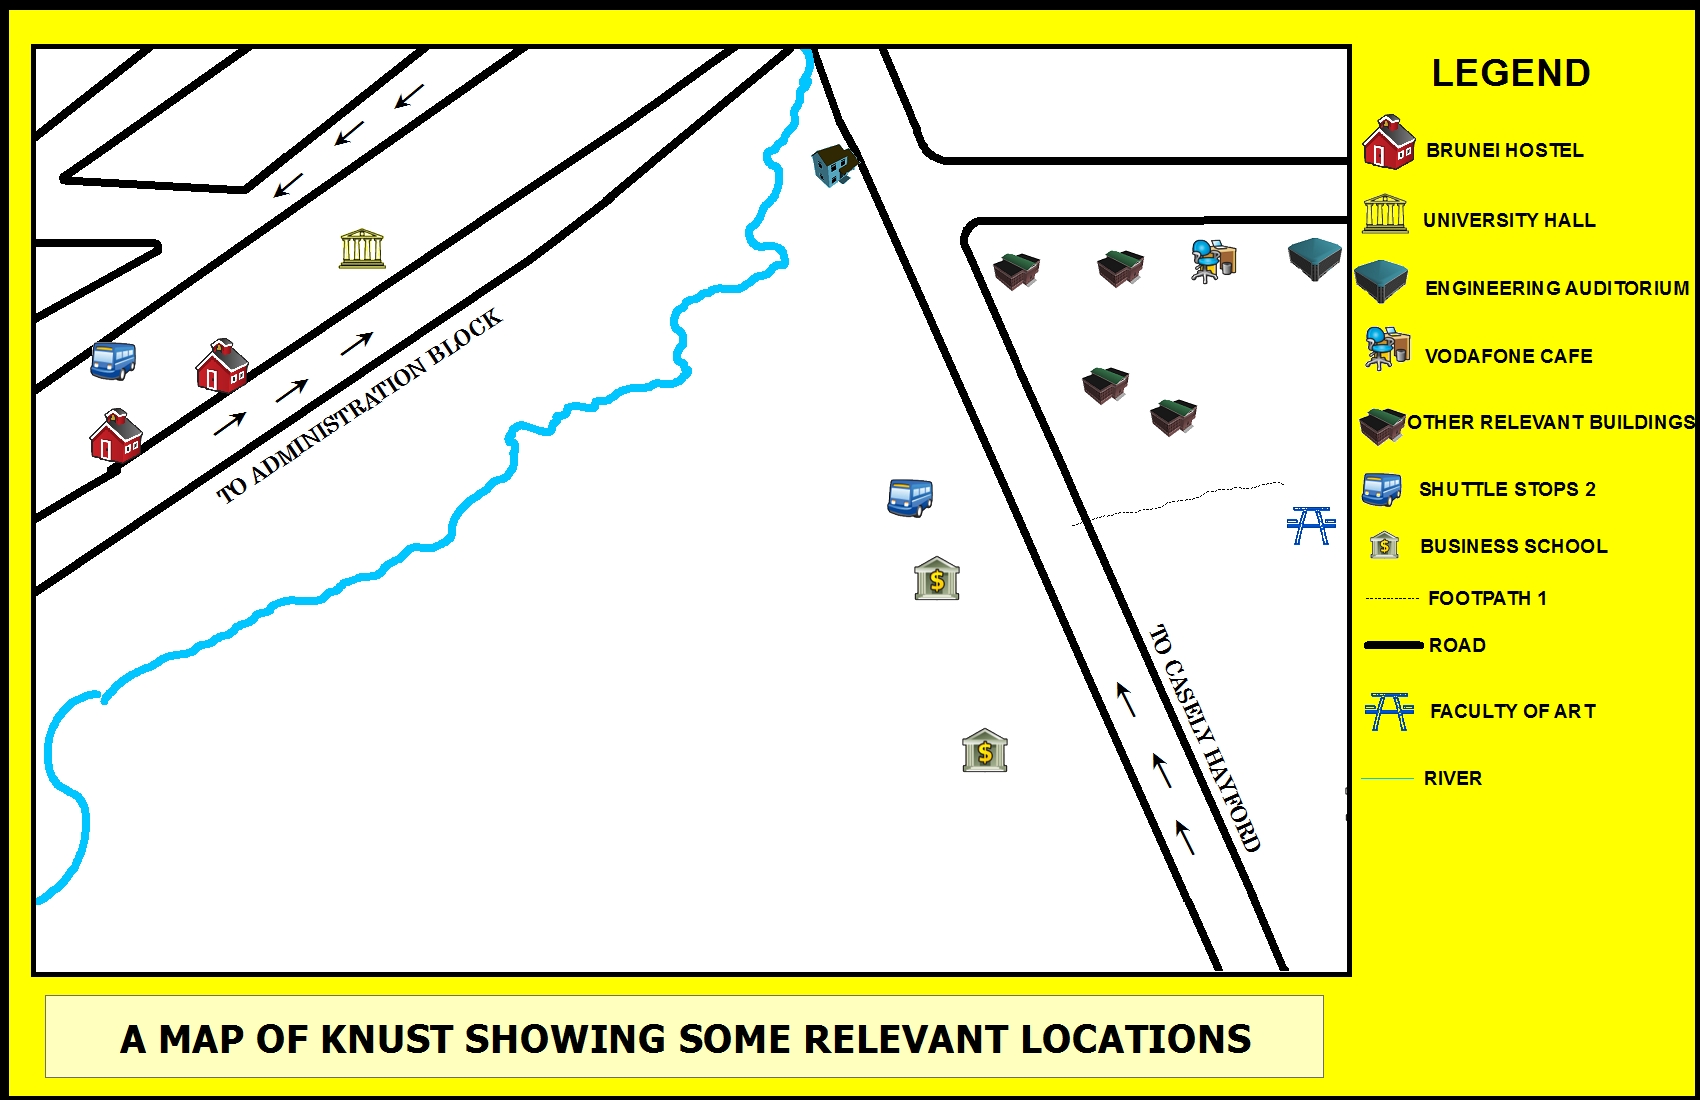 LEGEND
BRUNEI HOSTEL
UNIVERSITY HALL
ENGINEERING AUDITORIUM
VODAFONE CAFE
OTHER RELEVANT BUILDINGS
SHUTTLE STOPS 2
BUSINESS SCHOOL
FOOTPATH 1
ROAD
FACULTY OF ART
RIVER
TO ADMINISTRATION BLOCK
TO CASELY HAYFORD
$
$
$
A MAP OF KNUST SHOWING SOME RELEVANT LOCATIONS